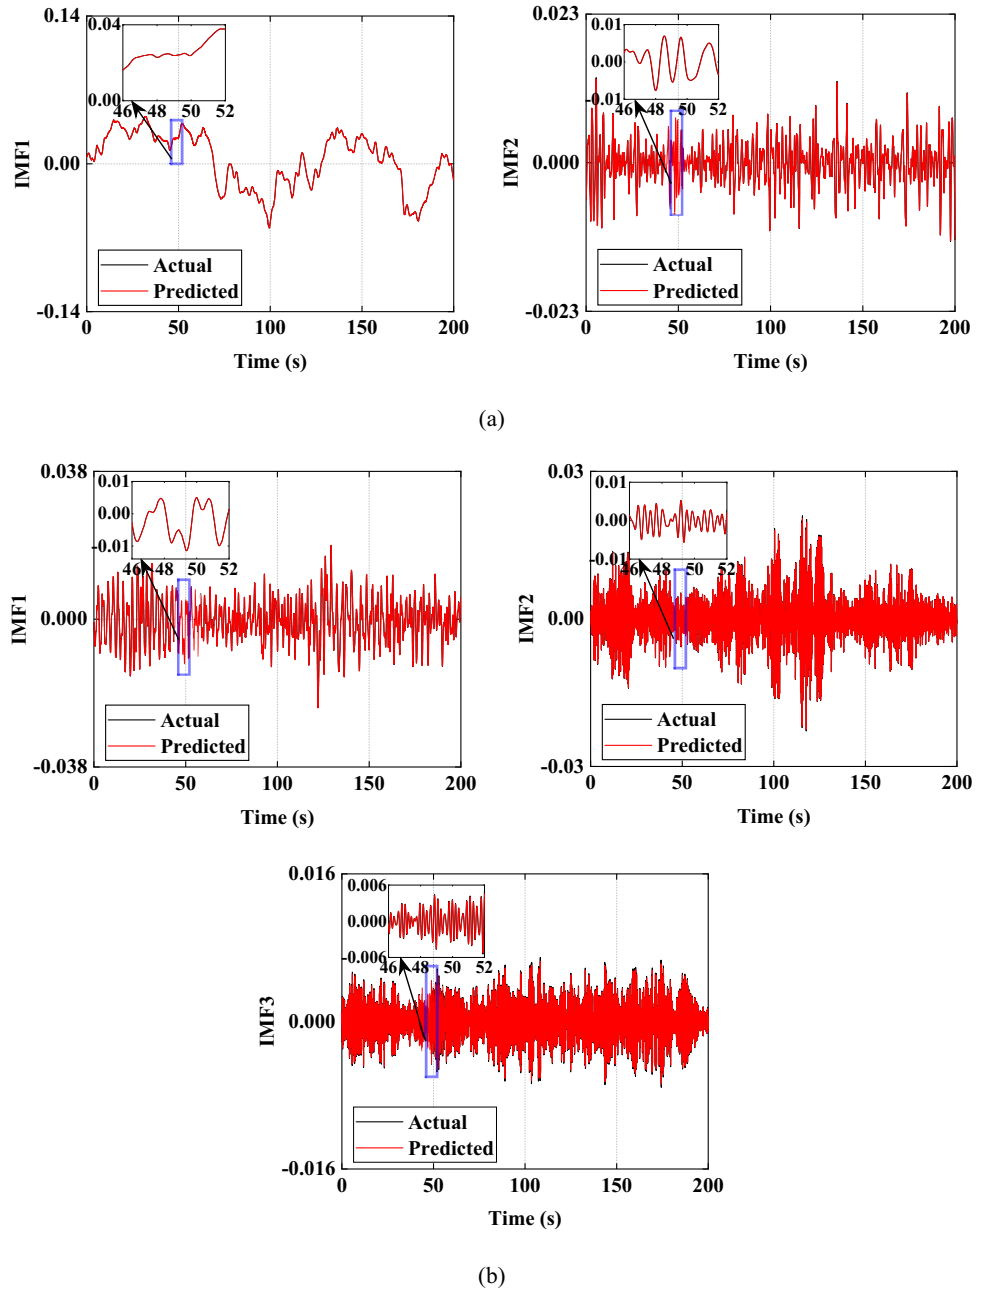 0.14
0.04
0.00
46 48 50 52
0.00
IMF1
Actual
Predicted
-0.14
0 50 100 150 200
Time (s)
0.023
0.01
0.00
-0.01
46 48 50 52
0.000
IMF2
Actual
Predicted
-0.023
0 50 100 150 200
Time (s)
(a)
0.038
0.01
0.00
-0.01
46 48 50 52
0.000
IMF1
Actual
Predicted
-0.038
0 50 100 150 200
Time (s)
0.03
0.01
0.00
-0.01
46 48 50 52
0.00
IMF2
Actual
Predicted
-0.03
0 50 100 150 200
Time (s)
0.016
0.006
0.000
-0.006
46 48 50 52
0.000
IMF3
Actual
Predicted
-0.016
0 50 100 150 200
Time (s)
(b)